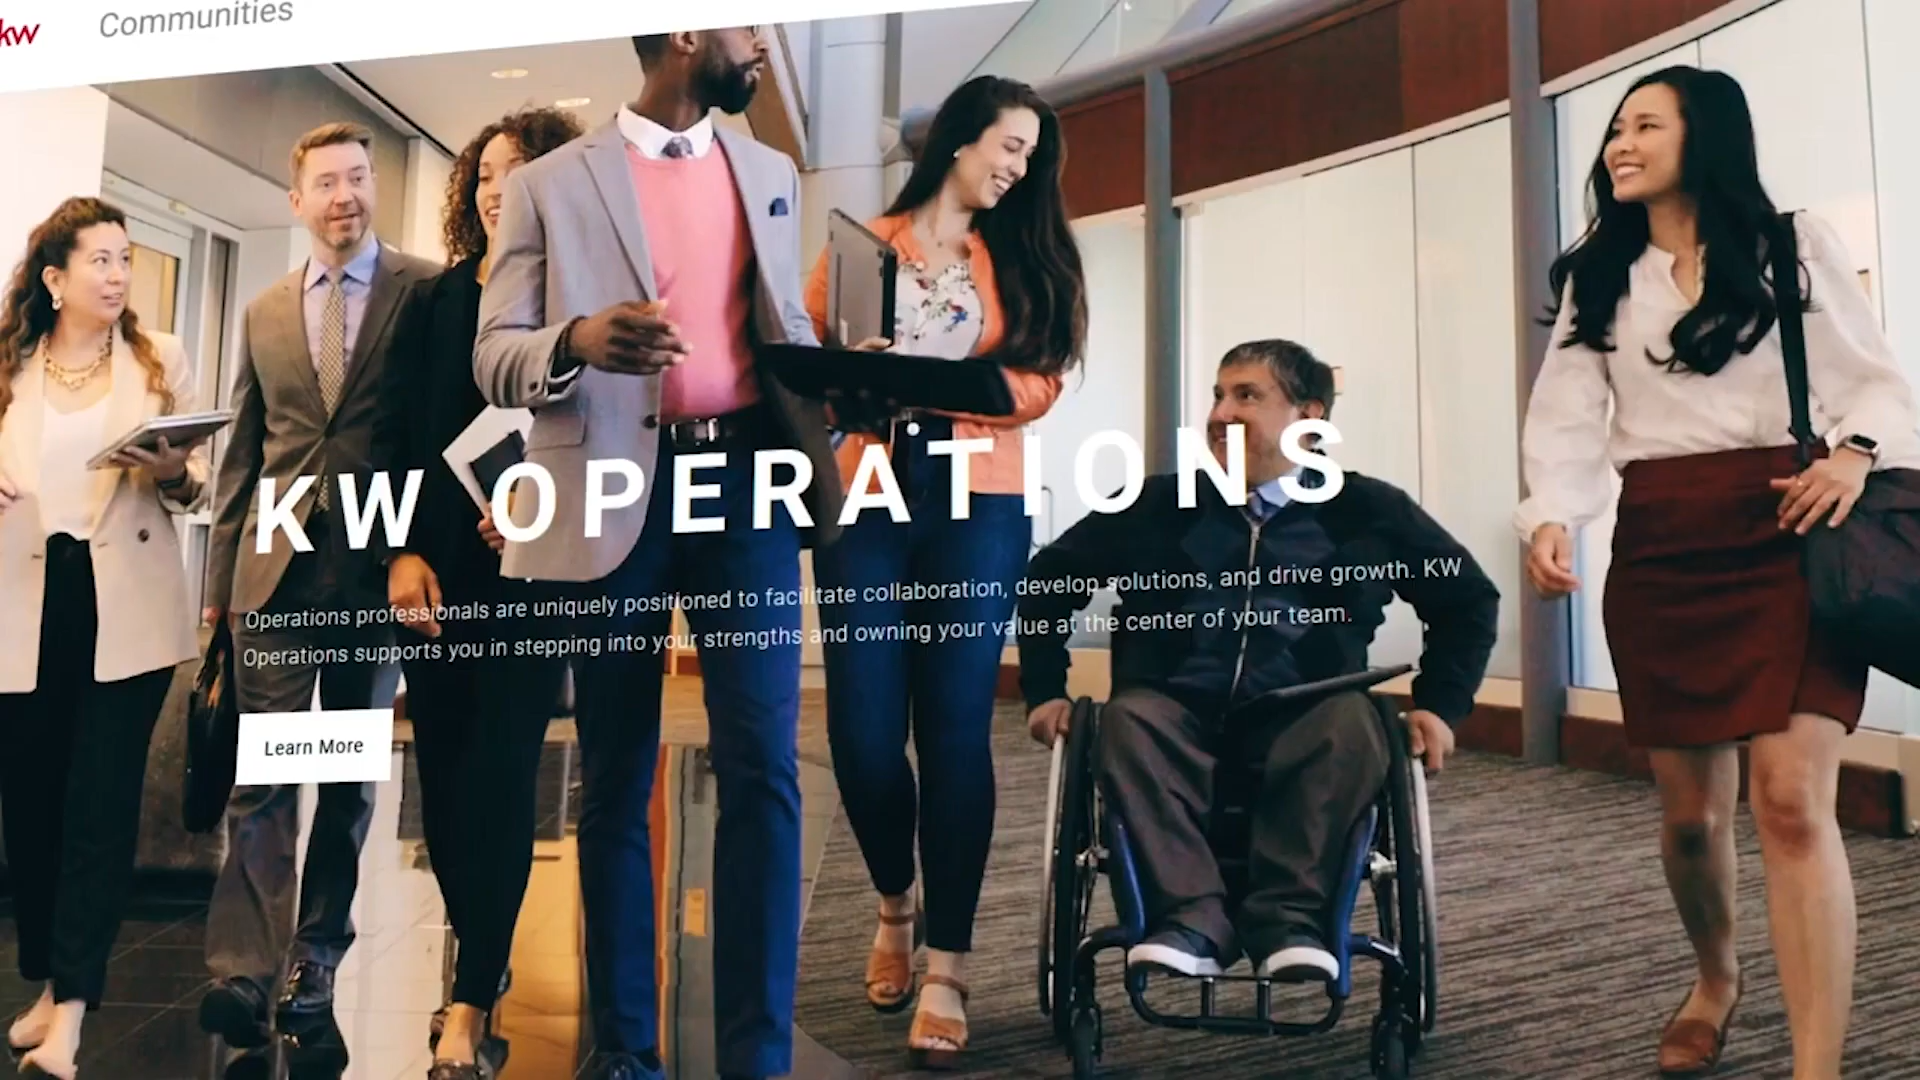 kw Communities
KW OPERATIONS
Operations professionals are uniquely positioned to facilitate collaboration, develop solutions, and drive growth. KW
Operations supports you in stepping into your strengths and owning your value at the center of your team.
Learn More